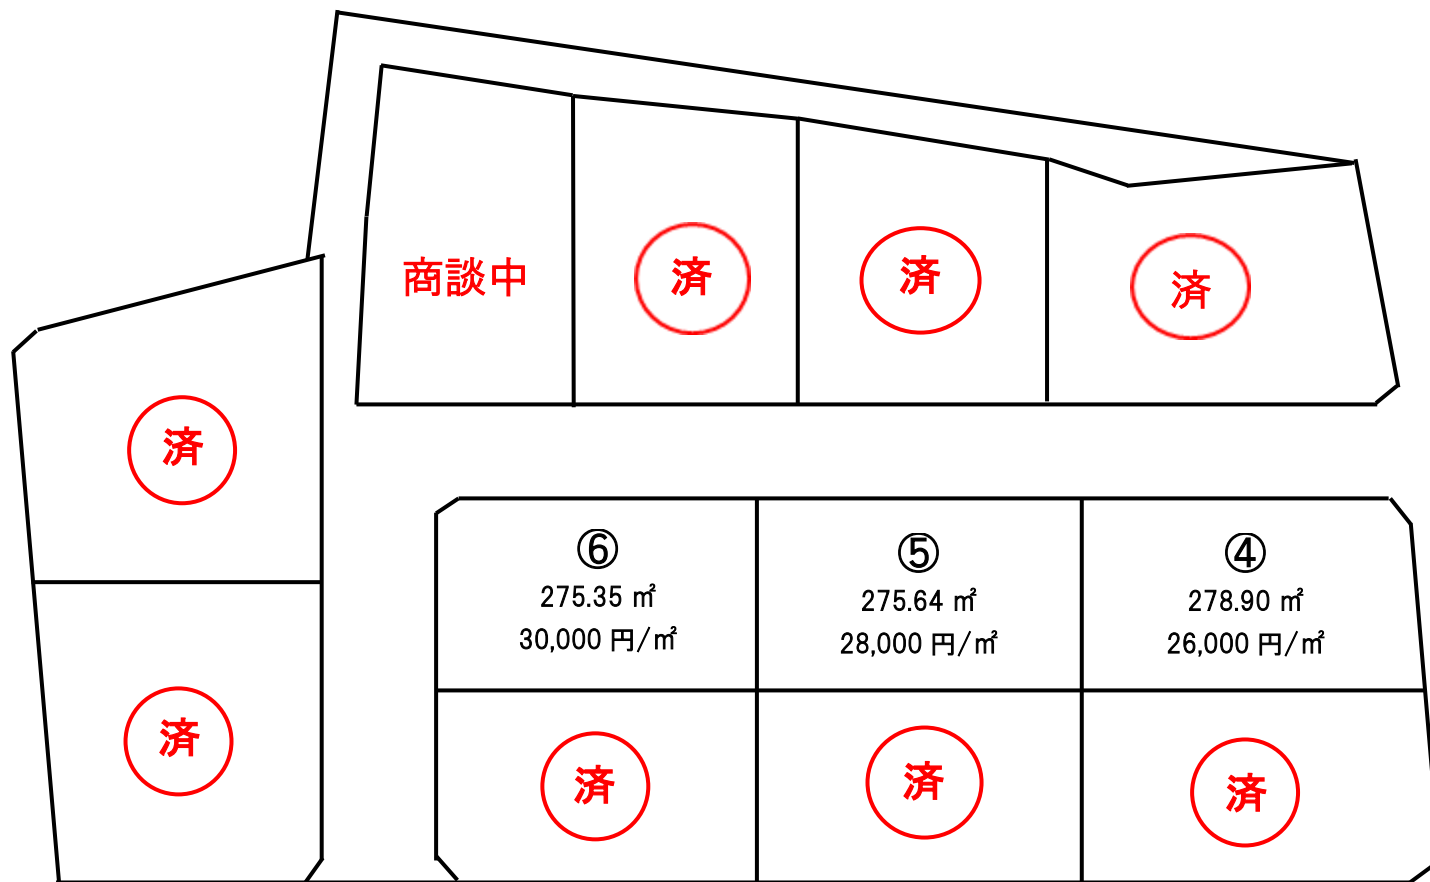 商談中
済
済
済
済
⑥
275.35 ㎡
30,000 円/㎡
⑤
275.64 ㎡
28,000 円/㎡
④
278.90 ㎡
26,000 円/㎡
済
済
済
済